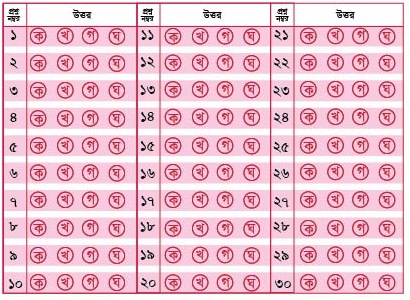 প্রশ্ন নম্বর উত্তর প্রশ্ন নম্বর উত্তর প্রশ্ন নম্বর উত্তর
১ ক খ গ ঘ ১১ ক খ গ ঘ ২১ ক খ গ ঘ
২ ক খ গ ঘ ১২ ক খ গ ঘ ২২ ক খ গ ঘ
৩ ক খ গ ঘ ১৩ ক খ গ ঘ ২৩ ক খ গ ঘ
৪ ক খ গ ঘ ১৪ ক খ গ ঘ ২৪ ক খ গ ঘ
৫ ক খ গ ঘ ১৫ ক খ গ ঘ ২৫ ক খ গ ঘ
৬ ক খ গ ঘ ১৬ ক খ গ ঘ ২৬ ক খ গ ঘ
৭ ক খ গ ঘ ১৭ ক খ গ ঘ ২৭ ক খ গ ঘ
৮ ক খ গ ঘ ১৮ ক খ গ ঘ ২৮ ক খ গ ঘ
৯ ক খ গ ঘ ১৯ ক খ গ ঘ ২৯ ক খ গ ঘ
১০ ক খ গ ঘ ২০ ক খ গ ঘ ৩০ ক খ গ ঘ